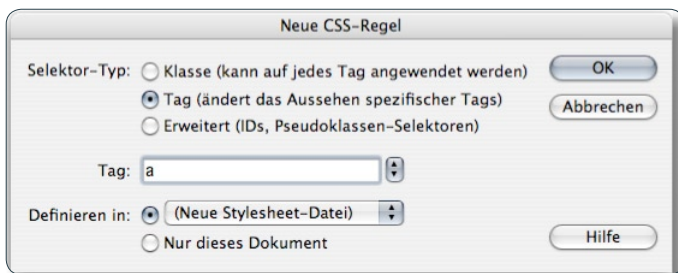 Neue CSS-Regel
Selektor-Typ: Klasse (kann auf jedes Tag angewendet werden)
OK
Tag (ändert das Aussehen spezifischer Tags)
Abbrechen
Erweitert (IDs, Pseudoklassen-Selektoren)
Tag: a
Definieren in: (Neue Stylesheet-Datei)
Nur dieses Dokument
Hilfe